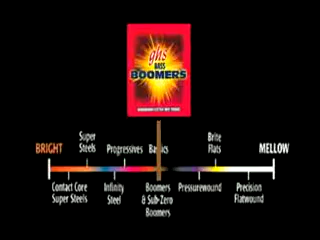 ghs
BASS
BOOMERS
BRIGHT
Super
Steels
Progressives
Basics
Brite
Flats
MELLOW
Contact Core
Super Steels
Infinity
Steel
Boomers
& Sub-Zero
Boomers
Pressurewound
Precision
Flatwound